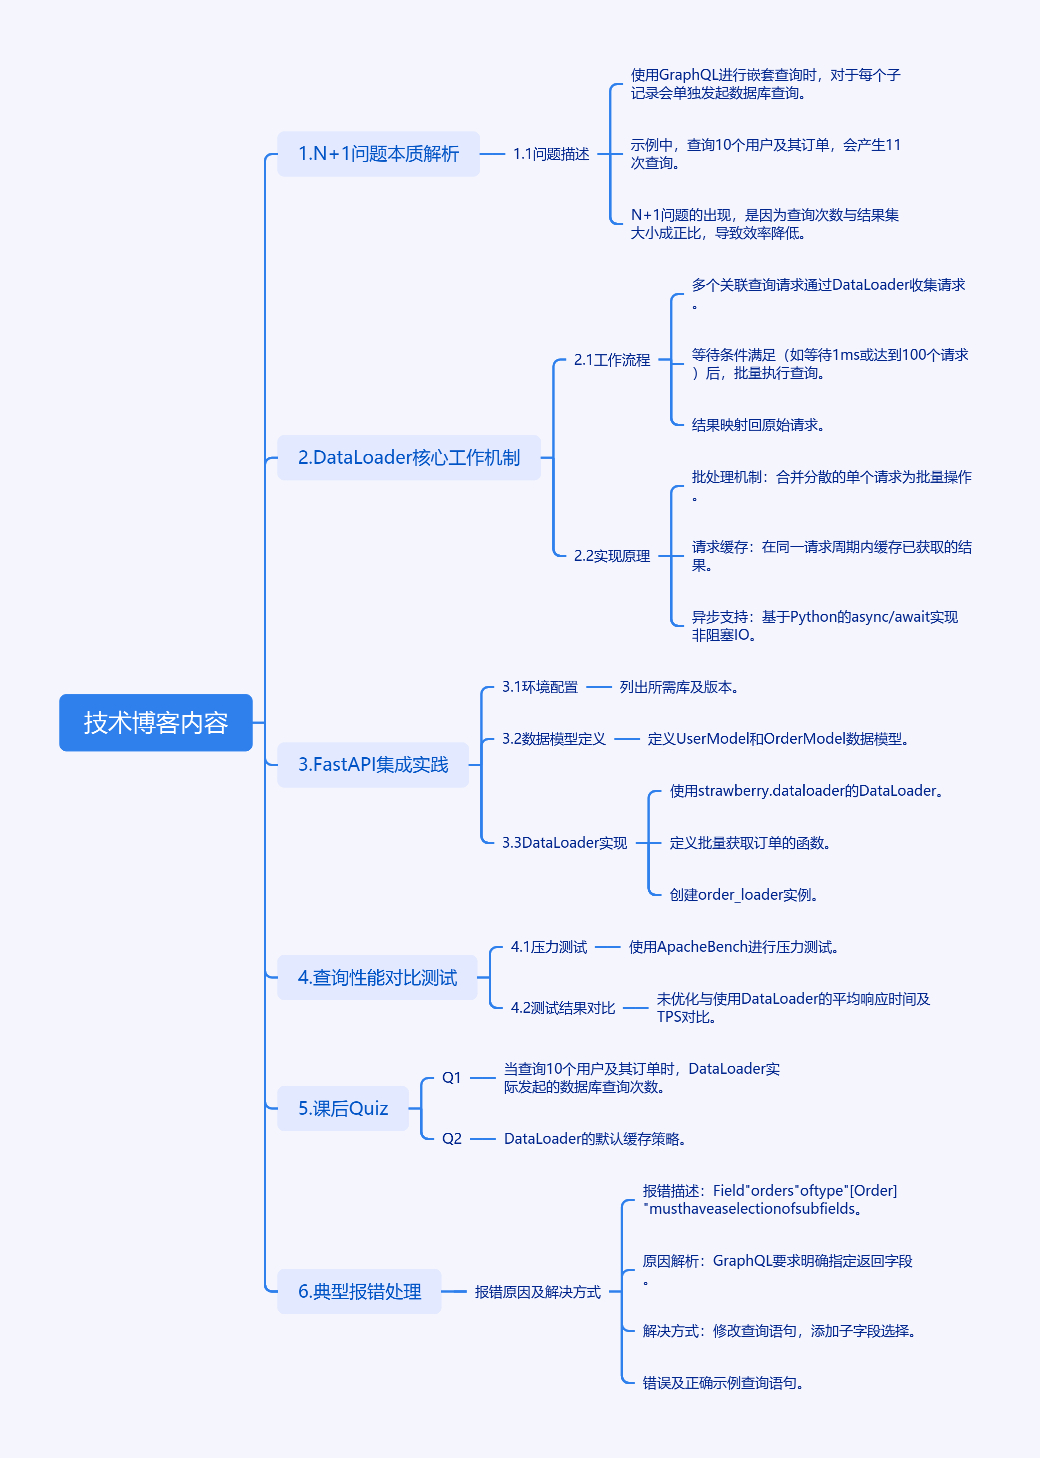 技术博客内容
1.N+1问题本质解析
1.1问题描述
使用GraphQL进行嵌套查询时，对于每个子
记录会单独发起数据库查询。
示例中，查询10个用户及其订单，会产生11
次查询。
N+1问题的出现，是因为查询次数与结果集
大小成正比，导致效率降低。
2.DataLoader核心工作机制
2.1工作流程
多个关联查询请求通过DataLoader收集请求
。
等待条件满足（如等待1ms或达到100个请求
）后，批量执行查询。
结果映射回原始请求。
2.2实现原理
批处理机制：合并分散的单个请求为批量操作
。
请求缓存：在同一请求周期内缓存已获取的结
果。
异步支持：基于Python的async/await实现
非阻塞IO。
3.FastAPI集成实践
3.1环境配置
列出所需库及版本。
3.2数据模型定义
定义UserModel和OrderModel数据模型。
3.3DataLoader实现
使用strawberry.dataloader的DataLoader。
定义批量获取订单的函数。
创建order_loader实例。
4.查询性能对比测试
4.1压力测试
使用ApacheBench进行压力测试。
4.2测试结果对比
未优化与使用DataLoader的平均响应时间及
TPS对比。
5.课后Quiz
Q1
当查询10个用户及其订单时，DataLoader实
际发起的数据库查询次数。
Q2
DataLoader的默认缓存策略。
6.典型报错处理
报错原因及解决方式
报错描述：Field"orders"oftype"[Order]
"musthaveaselectionofsubfields。
原因解析：GraphQL要求明确指定返回字段
。
解决方式：修改查询语句，添加子字段选择。
错误及正确示例查询语句。